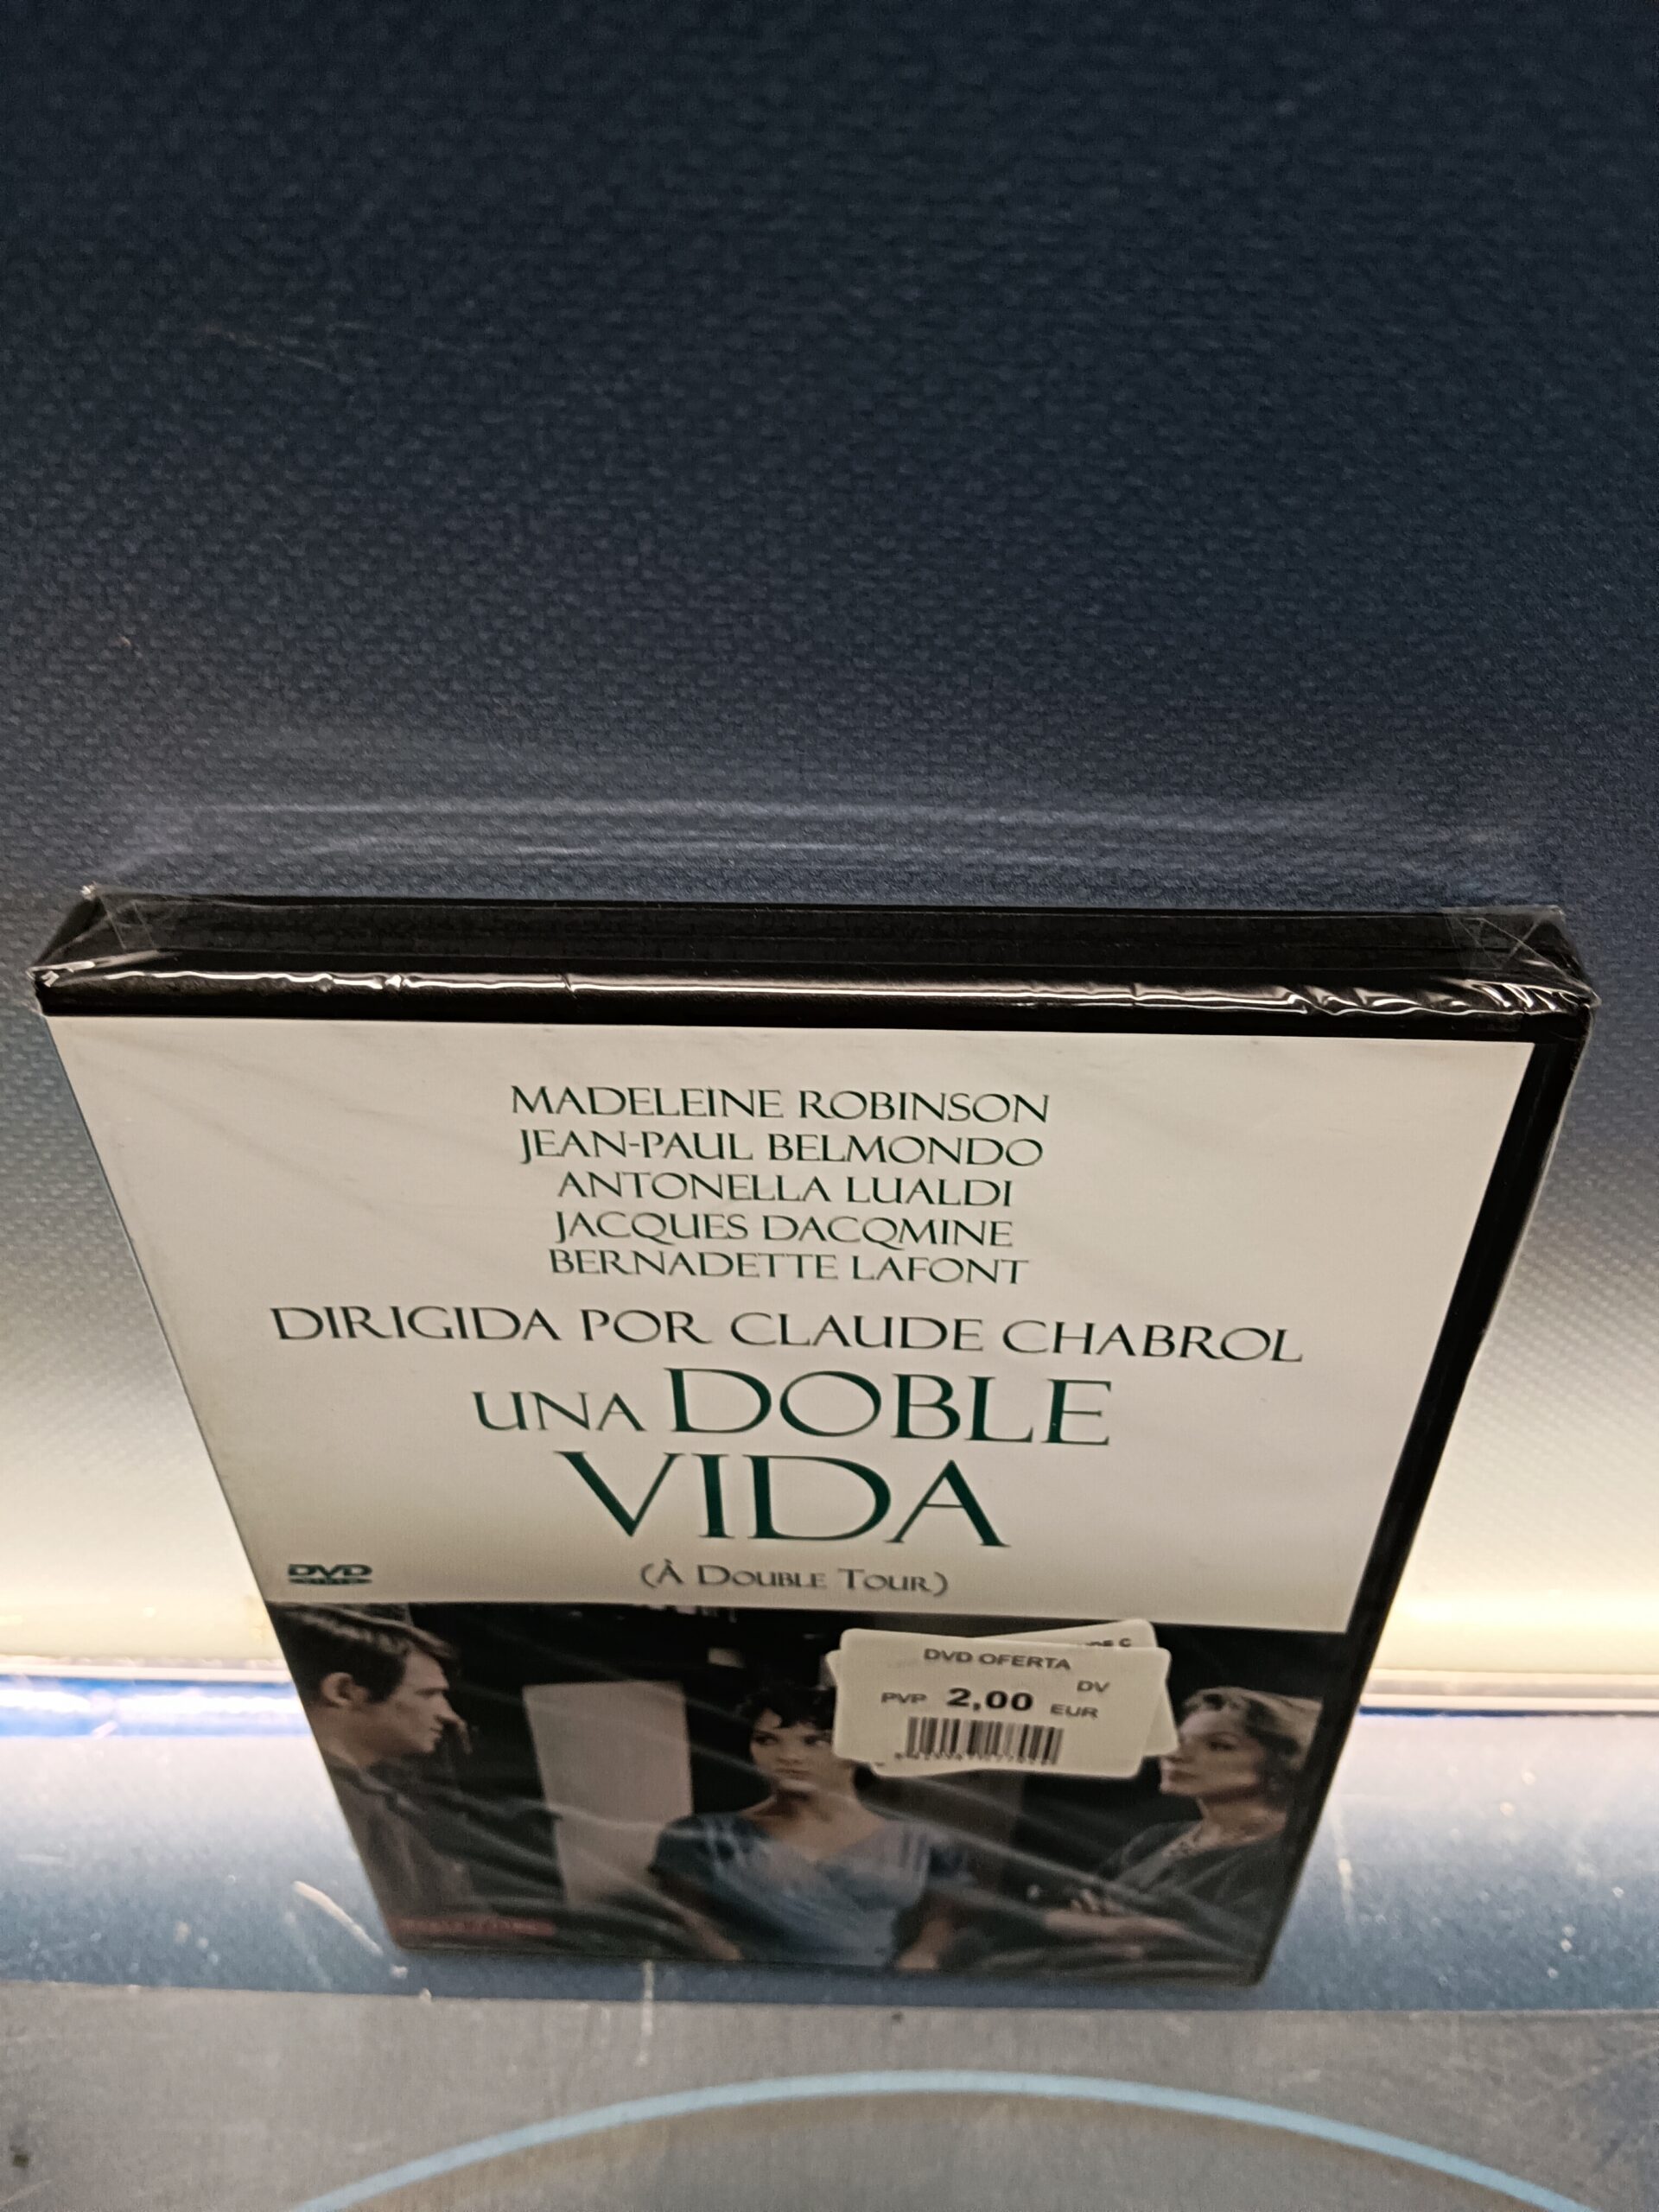 MADELEINE ROBINSON
JEAN-PAUL BELMONDO
ANTONELLA LUALDI
JACQUES DACQMINE
BERNADETTE LAFONT
DIRIGIDA POR CLAUDE CHABROL
UNA DOBLE
VIDA
(À DOUBLE TOUR)
DVD
DVD OFERTA
DV
PVP 2,00 EUR